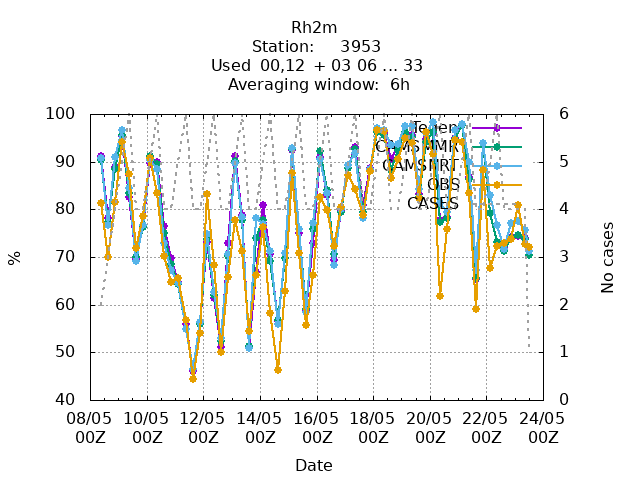 Rh2m
Station: 3953
Used 00,12 + 03 06 ... 33
Averaging window: 6h
100 90 80 70 60 50 40
%
6 5 4 3 2 1 0
No cases
Tegen
CAMSIMMR
CAMSIRRT
OBS
CASES
08/05 10/05 12/05 14/05 16/05 18/05 20/05 22/05 24/05
00Z 00Z 00Z 00Z 00Z 00Z 00Z 00Z 00Z
Date